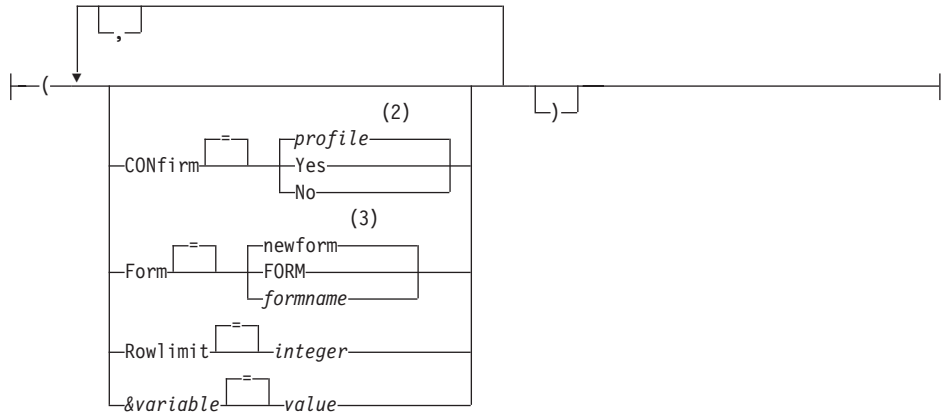 ,
( )
(2)
= profile
CONfirm Yes
No
(3)
= newform
Form FORM
formname
=
Rowlimit integer
=
&variable value